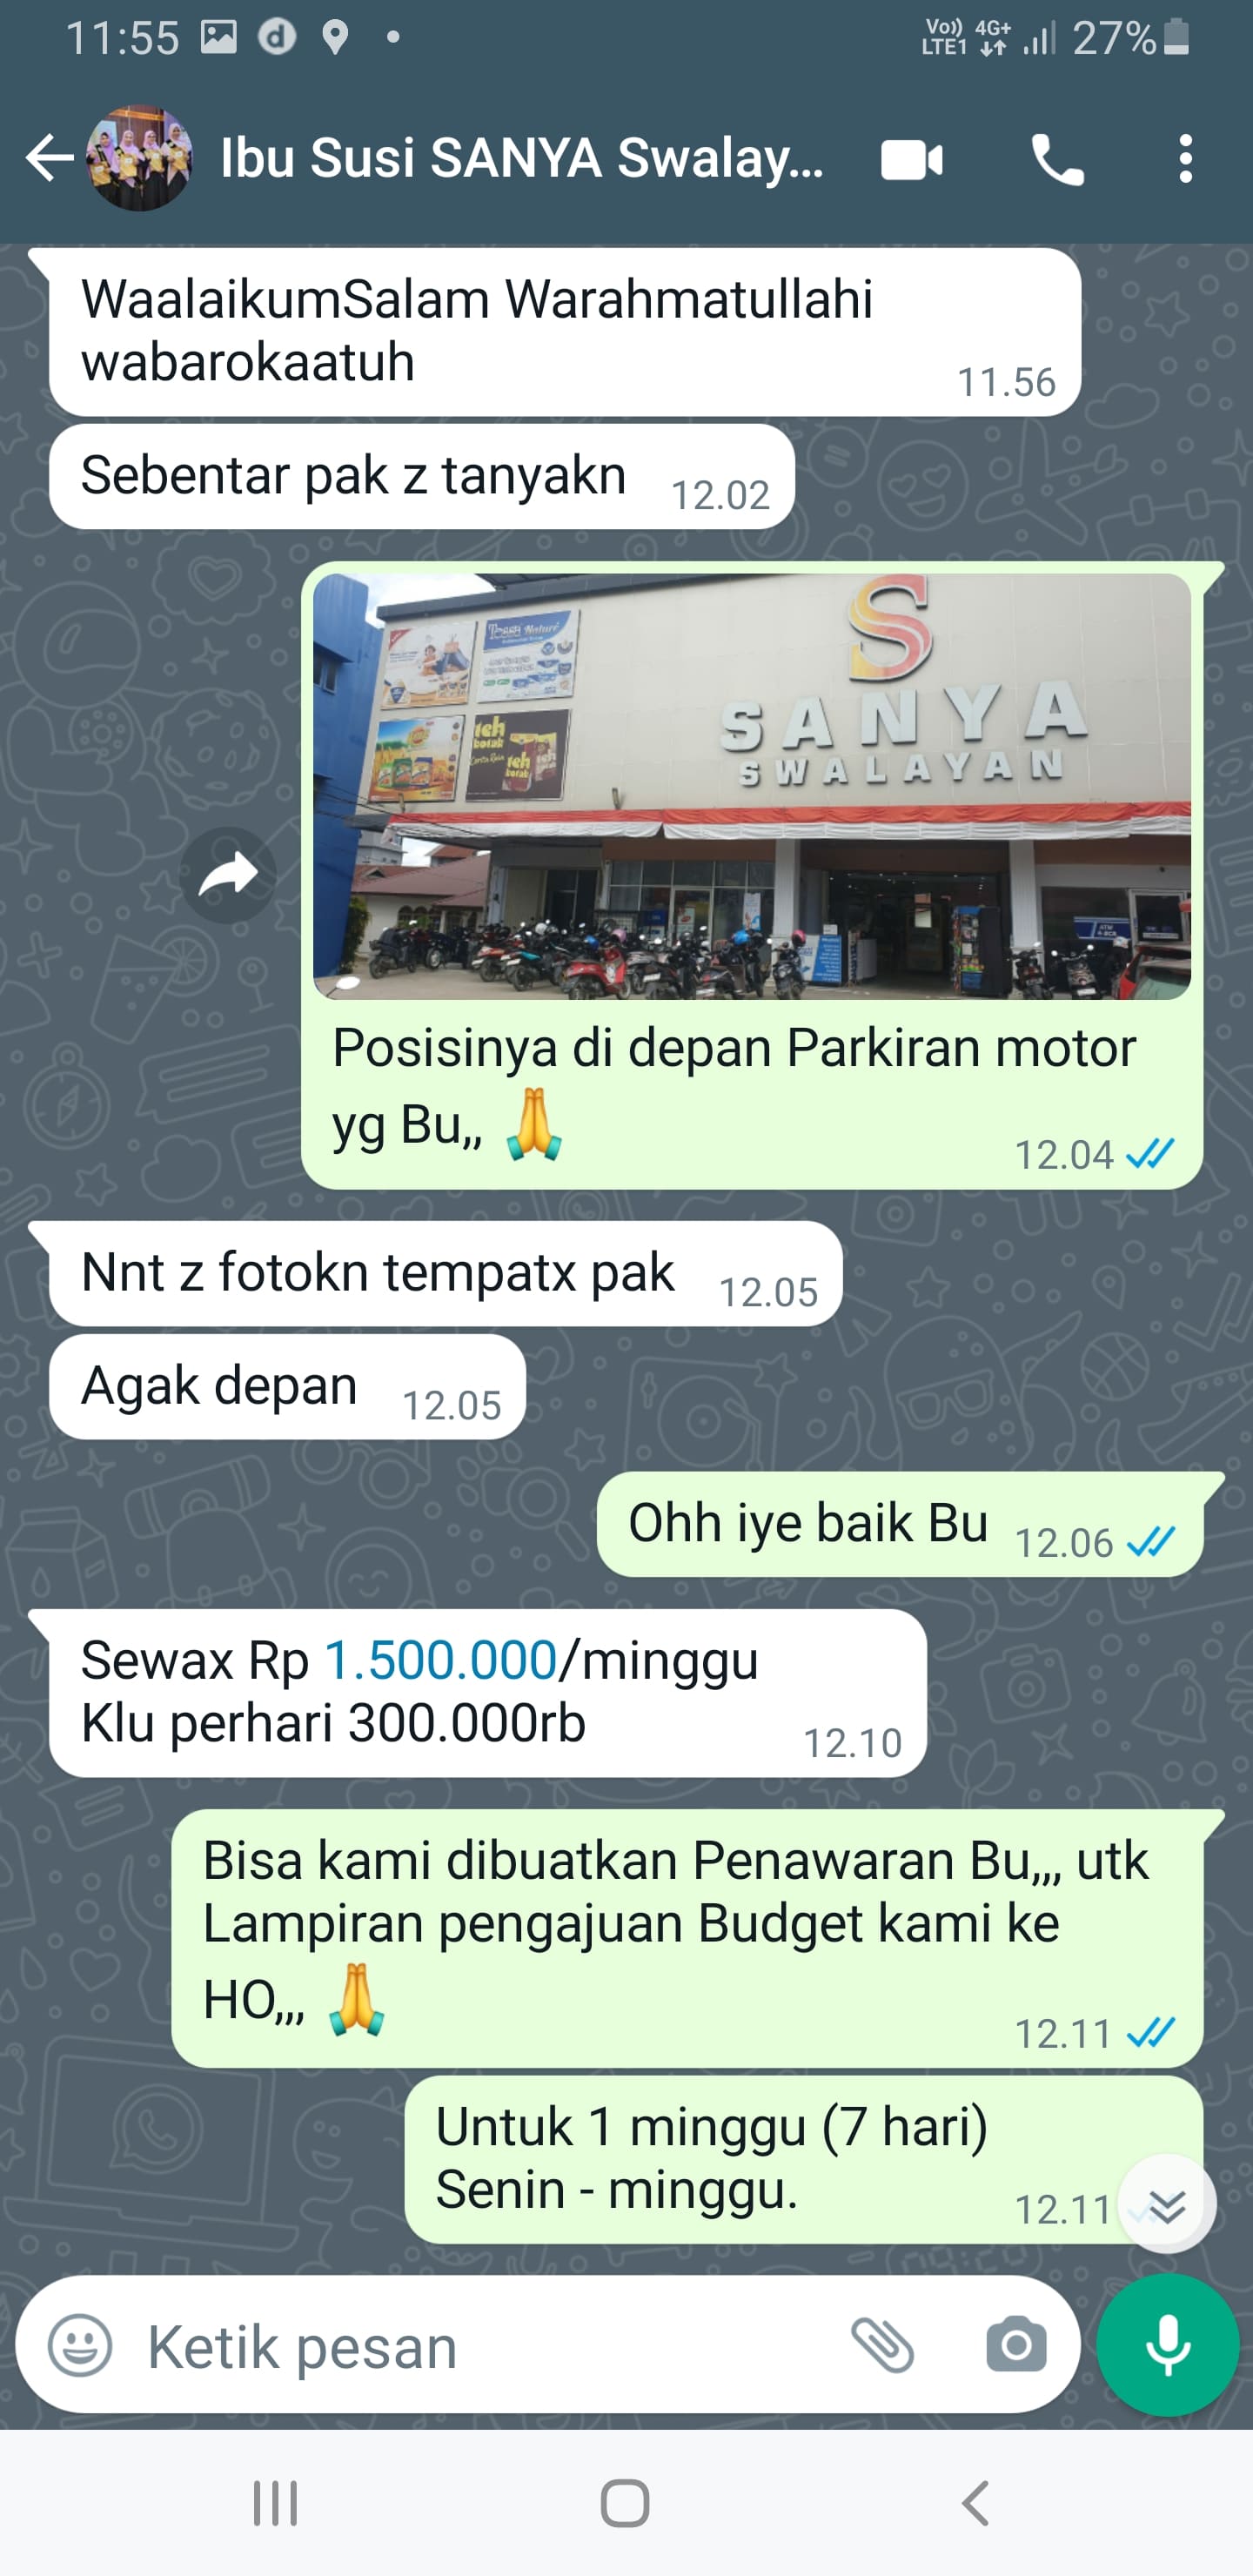 11:55
Vo)) 4G+
LTE1
27%
Ibu Susi SANYA Swalay...
WaalaikumSalam Warahmatullahi
wabarokaatuh
11.56
Sebentar pak z tanyakn 12.02
S
SANYA
SWALAYAN
teh
kotak
ATM
BCA
Posisinya di depan Parkiran motor
yg Bu,, 🙏
12.04
Nnt z fotokn tempatx pak 12.05
Agak depan 12.05
Ohh iye baik Bu 12.06
Sewax Rp 1.500.000/minggu
Klu perhari 300.000rb
12.10
Bisa kami dibuatkan Penawaran Bu,,, utk
Lampiran pengajuan Budget kami ke
HO,,, 🙏
12.11
Untuk 1 minggu (7 hari)
Senin - minggu.
12.11
Ketik pesan